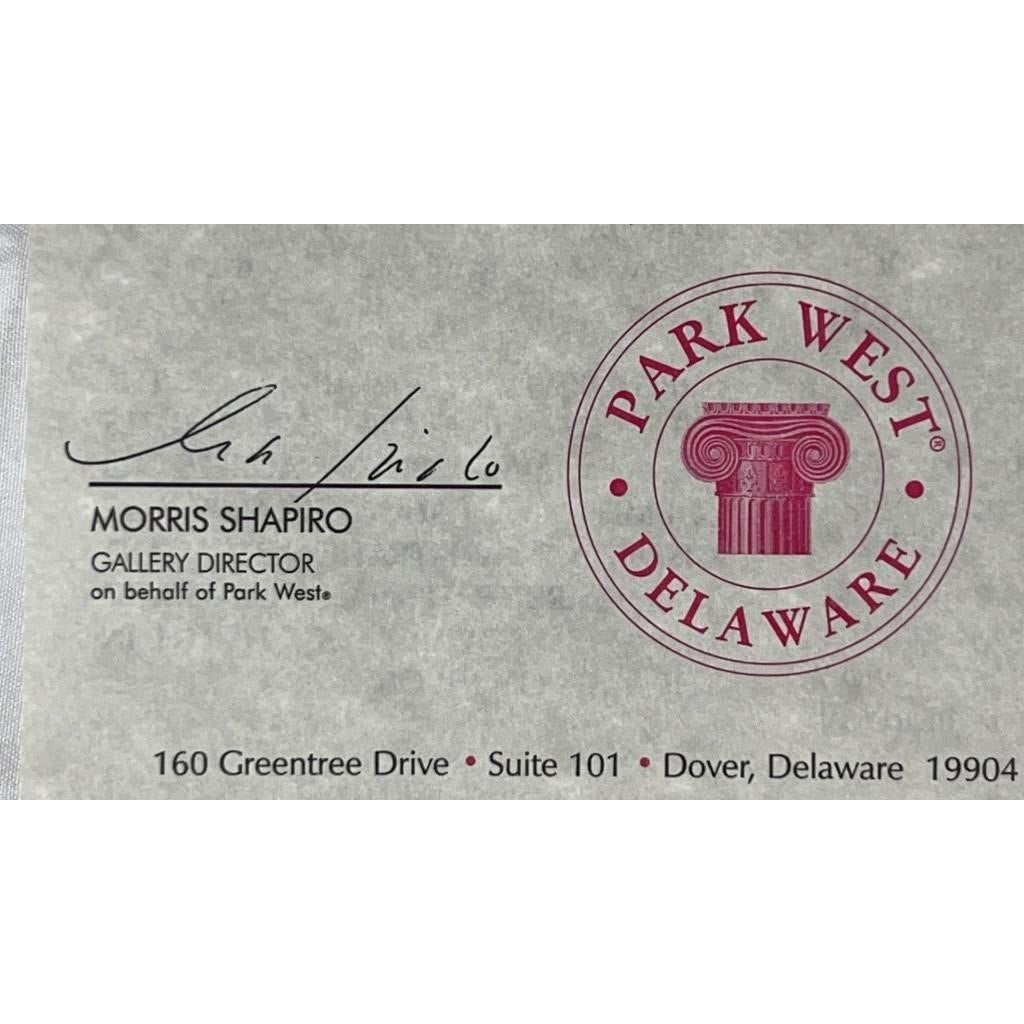 MORRIS SHAPIRO
GALLERY DIRECTOR
on behalf of Park West®
PARK WEST®
DELAWARE
160 Greentree Drive • Suite 101 • Dover, Delaware 19904